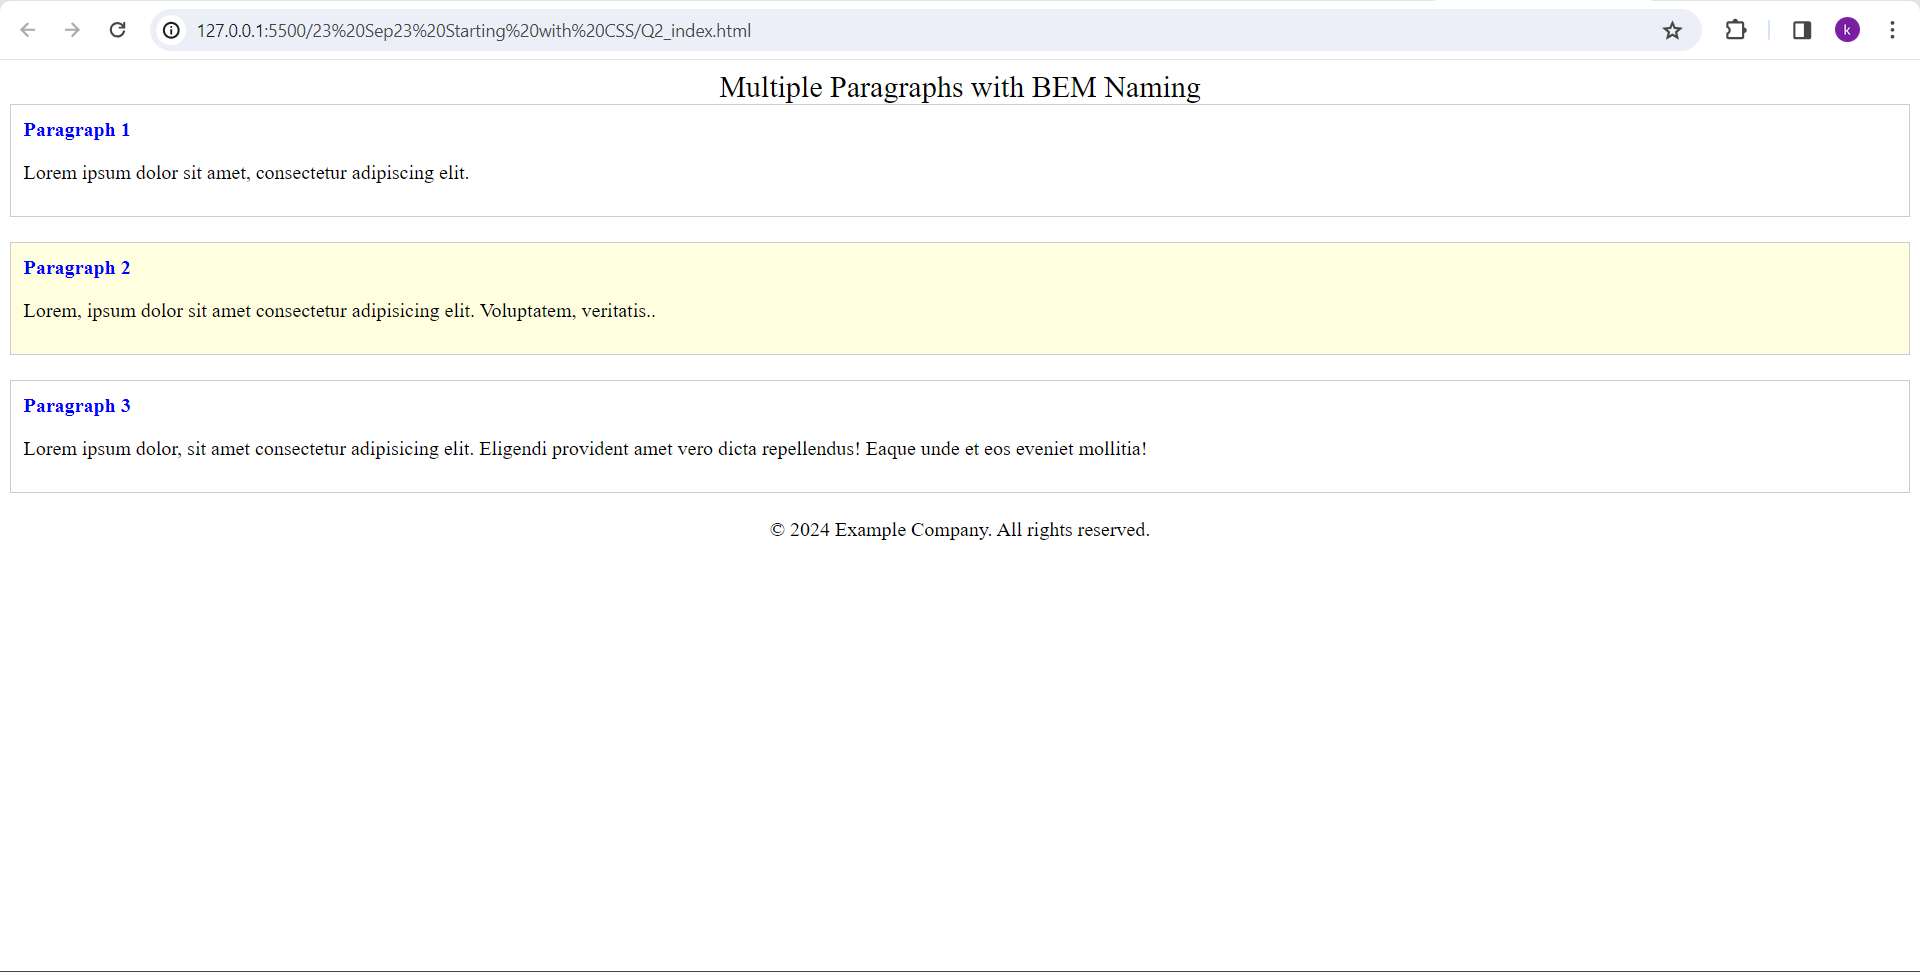 127.0.0.1:5500/23%20Sep23%20Starting%20with%20CSS/Q2_index.html
k
Multiple Paragraphs with BEM Naming
Paragraph 1
Lorem ipsum dolor sit amet, consectetur adipiscing elit.
Paragraph 2
Lorem, ipsum dolor sit amet consectetur adipisicing elit. Voluptatem, veritatis..
Paragraph 3
Lorem ipsum dolor, sit amet consectetur adipisicing elit. Eligendi provident amet vero dicta repellendus! Eaque unde et eos eveniet mollitia!
© 2024 Example Company. All rights reserved.